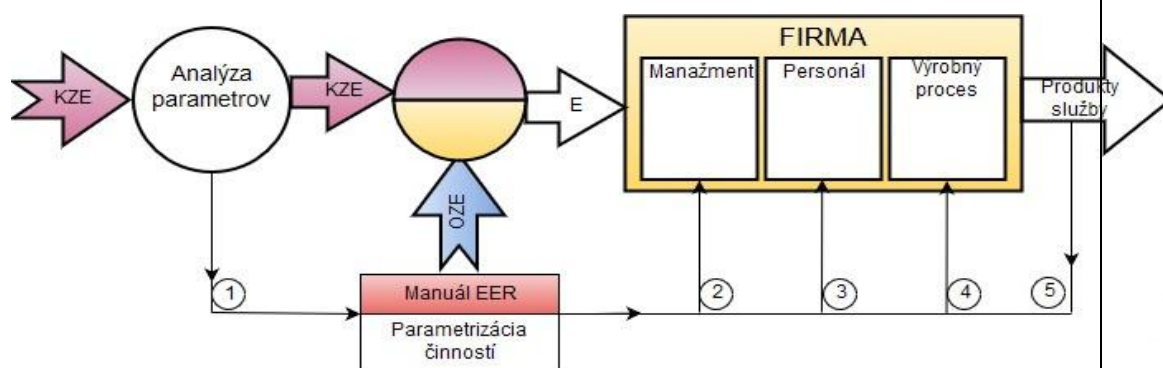 KZE
Analýza
parametrov
KZE
E
FIRMA
Manažment
Personál
Výrobný
proces
Produkty
služby
OZE
1
Manuál EER
Parametrizácia
činností
2
3
4
5